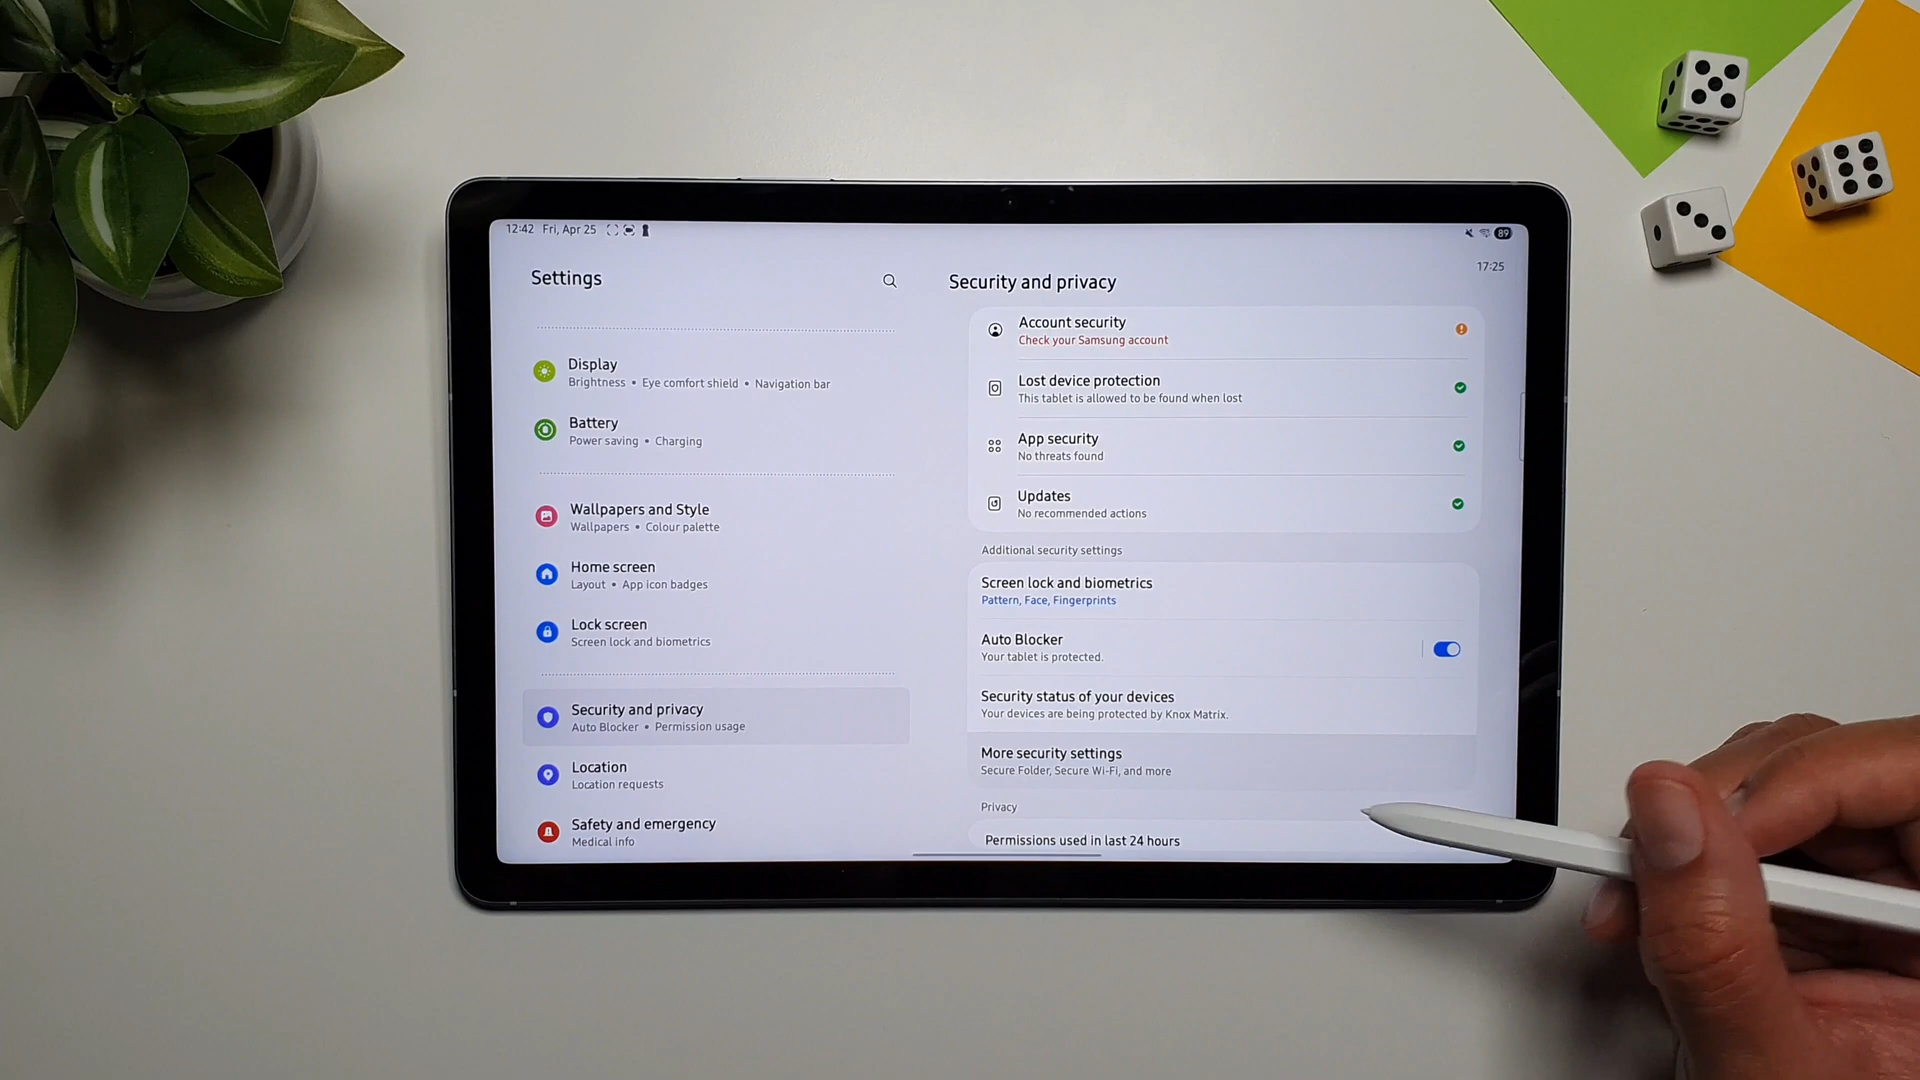 12:42 Fri, Apr 25
89
Settings
Display
Brightness • Eye comfort shield • Navigation bar
Battery
Power saving • Charging
Wallpapers and Style
Wallpapers • Colour palette
Home screen
Layout • App icon badges
Lock screen
Screen lock and biometrics
Security and privacy
Auto Blocker • Permission usage
Location
Location requests
Safety and emergency
Medical info
17:25
Security and privacy
Account security
Check your Samsung account
Lost device protection
This tablet is allowed to be found when lost
App security
No threats found
Updates
No recommended actions
Additional security settings
Screen lock and biometrics
Pattern, Face, Fingerprints
Auto Blocker
Your tablet is protected.
Security status of your devices
Your devices are being protected by Knox Matrix.
More security settings
Secure Folder, Secure Wi-Fi, and more
Privacy
Permissions used in last 24 hours